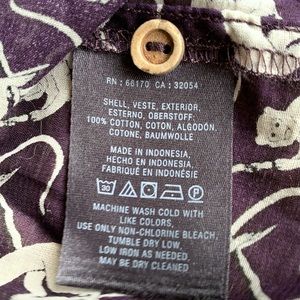 RN : 68170 CA : 32054
SHELL, VESTE, EXTERIOR,
ESTERNO, OBERSTOFF:
100% COTTON, COTON, ALGODÓN,
COTONE, BAUMWOLLE
MADE IN INDONESIA,
HECHO EN INDONESIA,
FABRIQUÉ EN INDONÉSIE
30 P
MACHINE WASH COLD WITH
LIKE COLORS.
USE ONLY NON-CHLORINE BLEACH.
TUMBLE DRY LOW.
LOW IRON AS NEEDED.
MAY BE DRY CLEANED